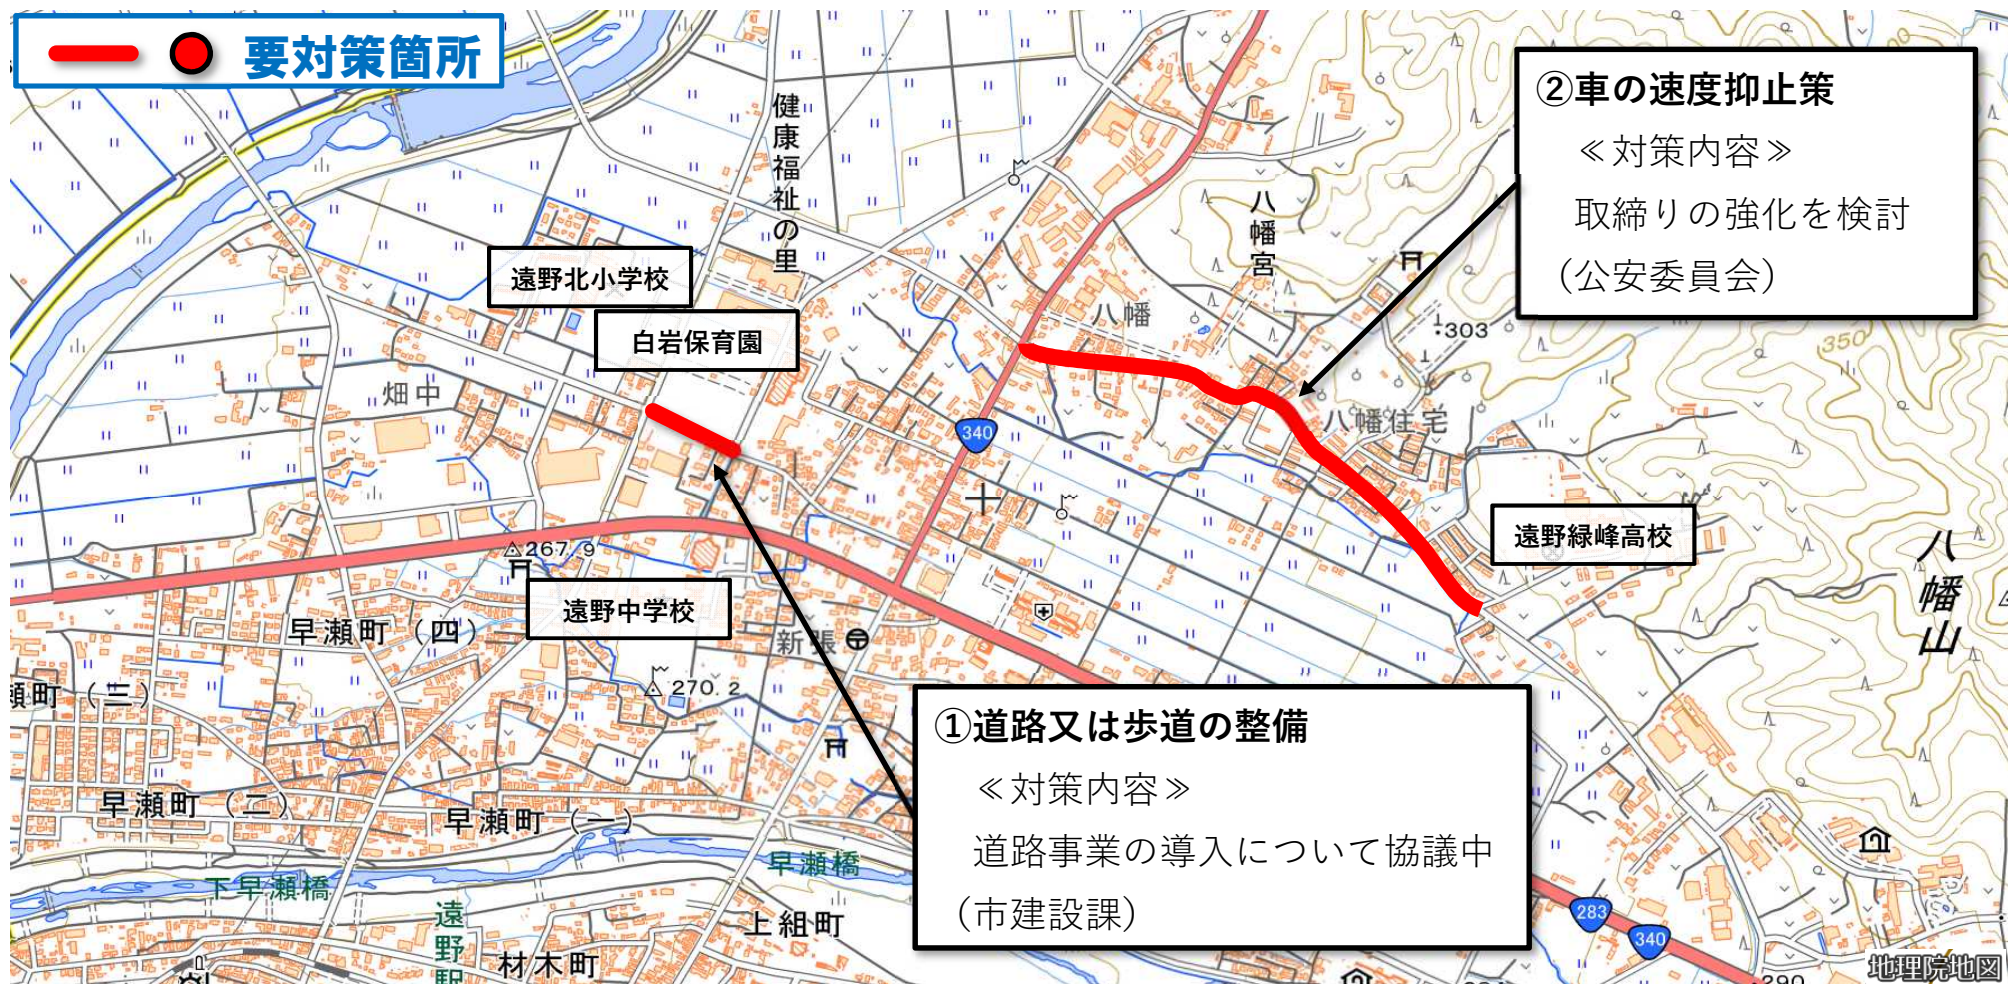 要対策箇所
②車の速度抑止策
≪対策内容≫
取締りの強化を検討
(公安委員会)
健康福祉の里
八幡宮
遠野北小学校
白岩保育園
八幡
303
350
畑中
340
八幡住宅
遠野緑峰高校
267.9
遠野中学校
早瀬町(四)
新張
八幡山
270.2
瀬町(三)
①道路又は歩道の整備
≪対策内容≫
道路事業の導入について協議中
(市建設課)
早瀬町(二)
早瀬町(一)
早瀬橋
下早瀬橋
遠野駅
上組町
材木町
283
340
290
地理院地図